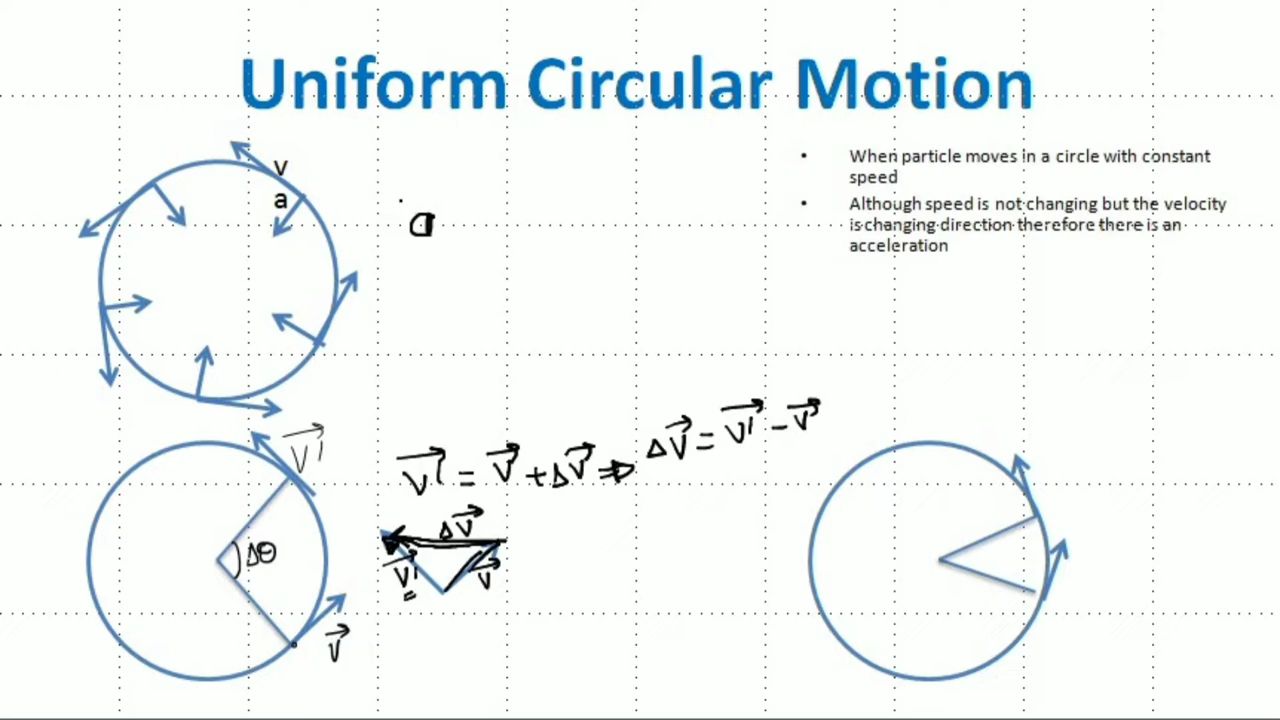 Uniform Circular Motion
v
a
a
• When particle moves in a circle with constant
speed
• Although speed is not changing but the velocity
is changing direction therefore there is an
acceleration
v⃗' = v⃗ + Δv⃗ ⇒ Δv⃗ = v⃗' − v⃗
v⃗'
Δθ
v⃗
Δv⃗
v⃗'
=
v⃗